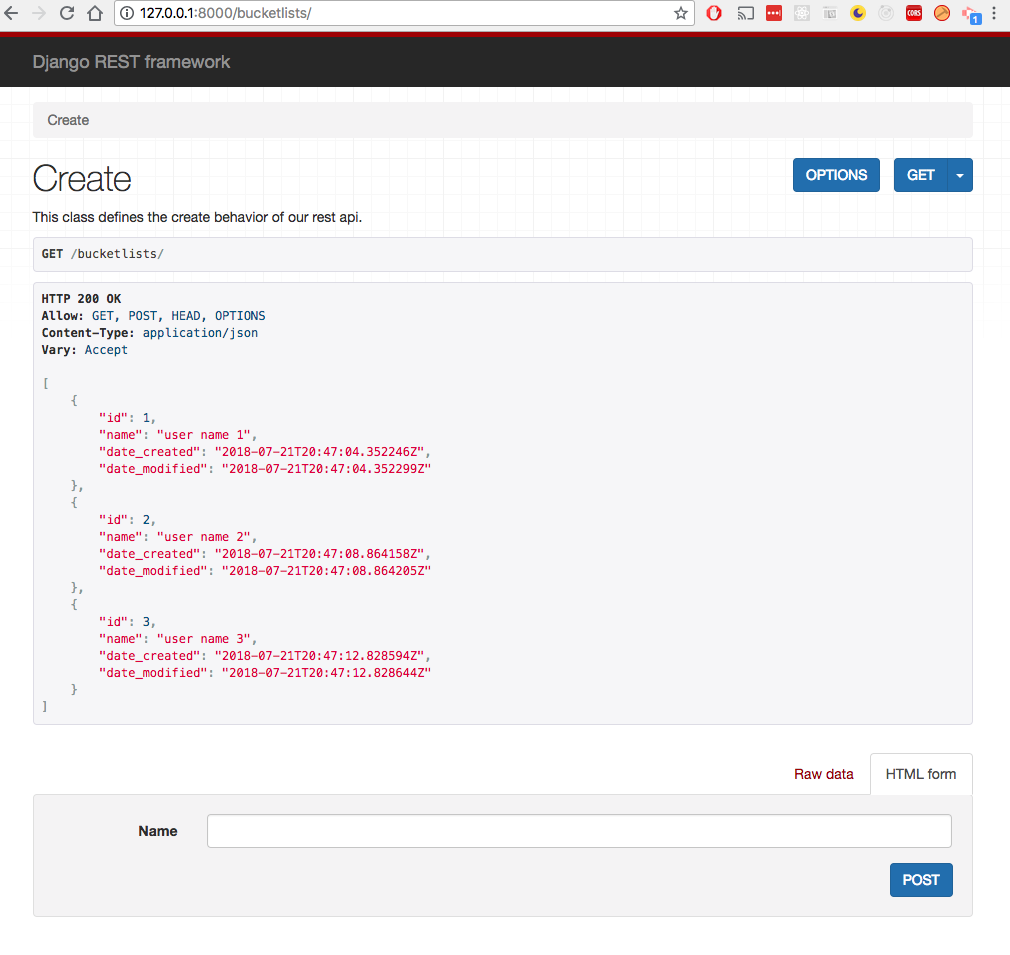 127.0.0.1:8000/bucketlists/
CORS
1
Django REST framework
Create
Create
OPTIONS
GET
This class defines the create behavior of our rest api.
GET /bucketlists/
HTTP 200 OK
Allow: GET, POST, HEAD, OPTIONS
Content-Type: application/json
Vary: Accept
[
{
"id": 1,
"name": "user name 1",
"date_created": "2018-07-21T20:47:04.352246Z",
"date_modified": "2018-07-21T20:47:04.352299Z"
},
{
"id": 2,
"name": "user name 2",
"date_created": "2018-07-21T20:47:08.864158Z",
"date_modified": "2018-07-21T20:47:08.864205Z"
},
{
"id": 3,
"name": "user name 3",
"date_created": "2018-07-21T20:47:12.828594Z",
"date_modified": "2018-07-21T20:47:12.828644Z"
}
]
Raw data
HTML form
Name
POST